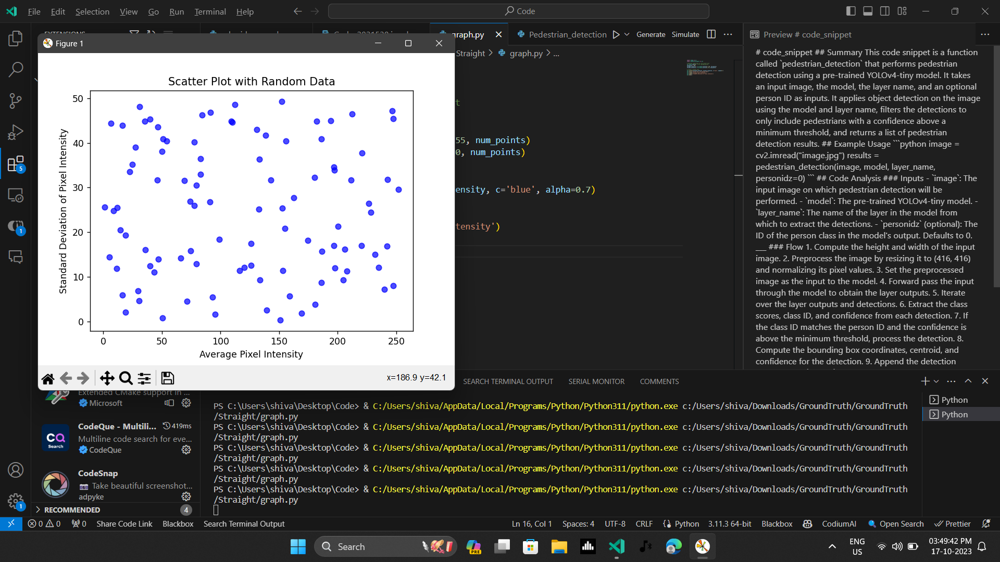 File Edit Selection View Go Run Terminal Help
Code
graph.py
Pedestrian_detection
Generate Simulate
Preview # code_snippet
Figure 1
Straight > graph.py > ...
Scatter Plot with Random Data
Standard Deviation of Pixel Intensity
50
40
30
20
10
0
0 50 100 150 200 250
Average Pixel Intensity
x=186.9 y=42.1
t
55, num_points)
0, num_points)
ensity, c='blue', alpha=0.7)
tensity')
# code_snippet ## Summary This code snippet is a function
called `pedestrian_detection` that performs pedestrian
detection using a pre-trained YOLOv4-tiny model. It takes
an input image, the model, the layer name, and an optional
person ID as inputs. It applies object detection on the image
using the model and layer name, filters the detections to
only include pedestrians with a confidence above a
minimum threshold, and returns a list of pedestrian
detection results. ## Example Usage ```python image =
cv2.imread("image.jpg") results =
pedestrian_detection(image, model, layer_name,
personidz=0) ``` ## Code Analysis ### Inputs - `image`: The
input image on which pedestrian detection will be
performed. - `model`: The pre-trained YOLOv4-tiny model. -
`layer_name`: The name of the layer in the model from
which to extract the detections. - `personidz` (optional): The
ID of the person class in the model's output. Defaults to 0.
___ ### Flow 1. Compute the height and width of the input
image. 2. Preprocess the image by resizing it to (416, 416)
and normalizing its pixel values. 3. Set the preprocessed
image as the input to the model. 4. Forward pass the input
through the model to obtain the layer outputs. 5. Iterate
over the layer outputs and detections. 6. Extract the class
scores, class ID, and confidence from each detection. 7. If
the class ID matches the person ID and the confidence is
above the minimum threshold, process the detection. 8.
Compute the bounding box coordinates, centroid, and
confidence for the detection. 9. Append the detection
5
1
1
Extended CMake support in ...
Microsoft
CodeQue - Multili... 419ms
Multiline code search for eve...
CodeQue
CQ
Search
CodeSnap
Take beautiful screenshot...
adpyke
RECOMMENDED 4
SEARCH TERMINAL OUTPUT SERIAL MONITOR COMMENTS
PS C:\Users\shiva\Desktop\Code> & C:/Users/shiva/AppData/Local/Programs/Python/Python311/python.exe c:/Users/shiva/Downloads/GroundTruth/GroundTruth
/Straight/graph.py
PS C:\Users\shiva\Desktop\Code> & C:/Users/shiva/AppData/Local/Programs/Python/Python311/python.exe c:/Users/shiva/Downloads/GroundTruth/GroundTruth
/Straight/graph.py
PS C:\Users\shiva\Desktop\Code> & C:/Users/shiva/AppData/Local/Programs/Python/Python311/python.exe c:/Users/shiva/Downloads/GroundTruth/GroundTruth
/Straight/graph.py
PS C:\Users\shiva\Desktop\Code> & C:/Users/shiva/AppData/Local/Programs/Python/Python311/python.exe c:/Users/shiva/Downloads/GroundTruth/GroundTruth
/Straight/graph.py
PS C:\Users\shiva\Desktop\Code> & C:/Users/shiva/AppData/Local/Programs/Python/Python311/python.exe c:/Users/shiva/Downloads/GroundTruth/GroundTruth
/Straight/graph.py
Python
Python
0 0 0 Share Code Link Blackbox Search Terminal Output
Ln 16, Col 1 Spaces: 4 UTF-8 CRLF Python 3.11.3 64-bit Blackbox CodiumAI Open Search Prettier
Search
PRE
ENG
US
03:49:42 PM
17-10-2023